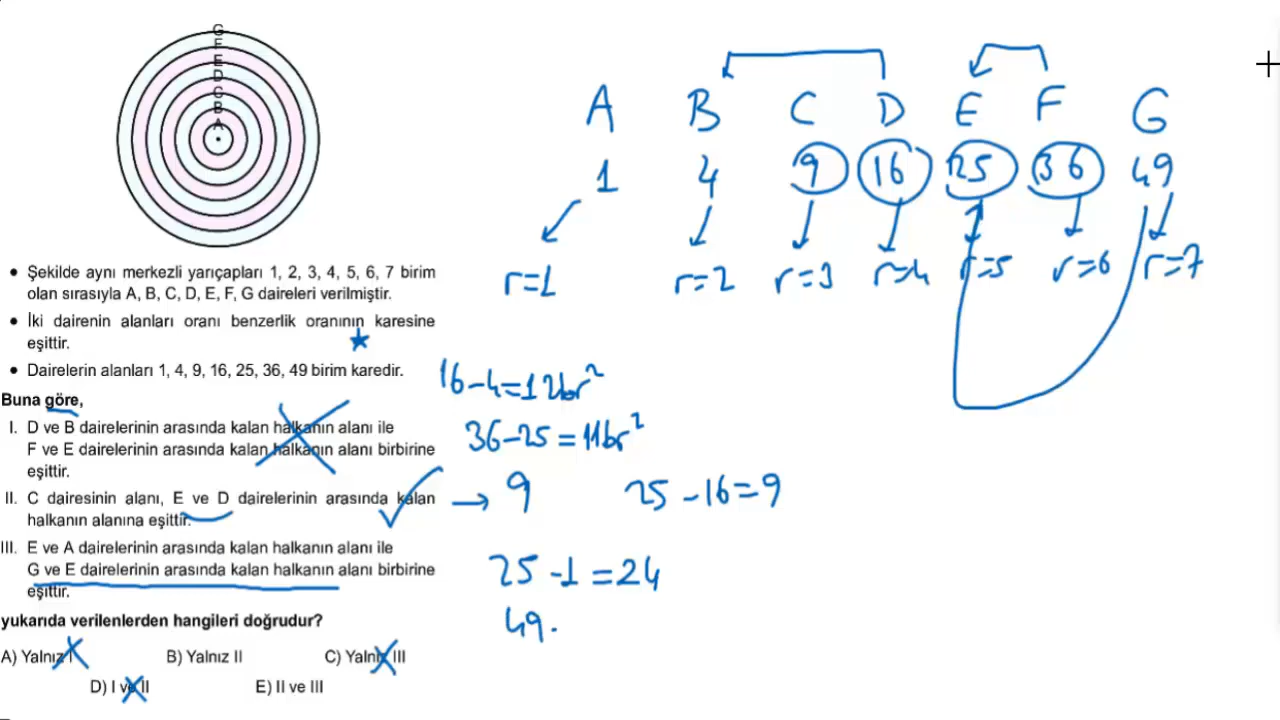 G
F
E
D
C
B
A
• Şekilde aynı merkezli yarıçapları 1, 2, 3, 4, 5, 6, 7 birim
olan sırasıyla A, B, C, D, E, F, G daireleri verilmiştir.
• İki dairenin alanları oranı benzerlik oranının karesine
eşittir.
• Dairelerin alanları 1, 4, 9, 16, 25, 36, 49 birim karedir.
Buna göre,
I. D ve B dairelerinin arasında kalan halkanın alanı ile
F ve E dairelerinin arasında kalan halkanın alanı birbirine
eşittir.
II. C dairesinin alanı, E ve D dairelerinin arasında kalan
halkanın alanına eşittir.
III. E ve A dairelerinin arasında kalan halkanın alanı ile
G ve E dairelerinin arasında kalan halkanın alanı birbirine
eşittir.
yukarıda verilenlerden hangileri doğrudur?
A) Yalnız I B) Yalnız II C) Yalnız III
D) I ve II E) II ve III
A B C D E F G
1 4 9 16 25 36 49
r=1 r=2 r=3 r=4 r=5 r=6 r=7
16-4=12br²
36-25=11br²
→ 9 25-16=9
25-1=24
49.